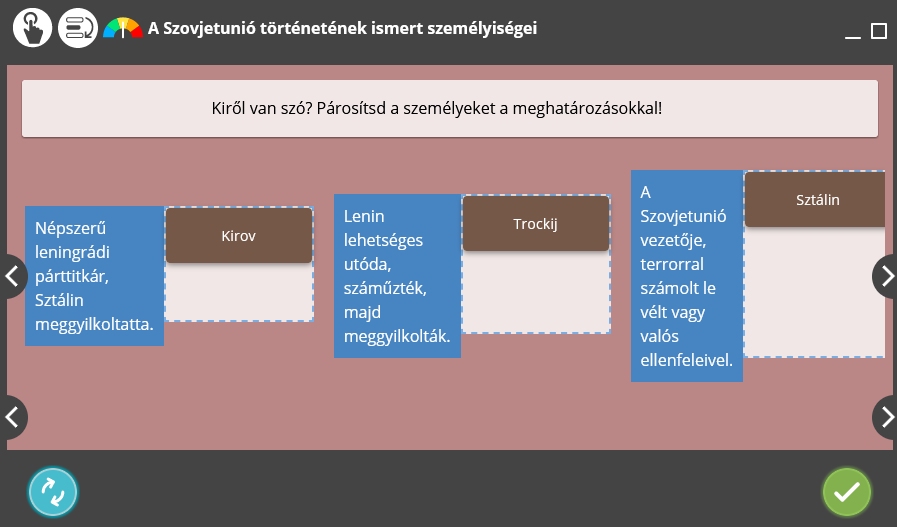 A Szovjetunió történetének ismert személyiségei
Kiről van szó? Párosítsd a személyeket a meghatározásokkal!
Népszerű
leningrádi
párttitkár,
Sztálin
meggyilkoltatta.
Kirov
Lenin
lehetséges
utóda,
száműzték,
majd
meggyilkolták.
Trockij
A
Szovjetunió
vezetője,
terrorral
számolt le
vélt vagy
valós
ellenfeleivel.
Sztálin